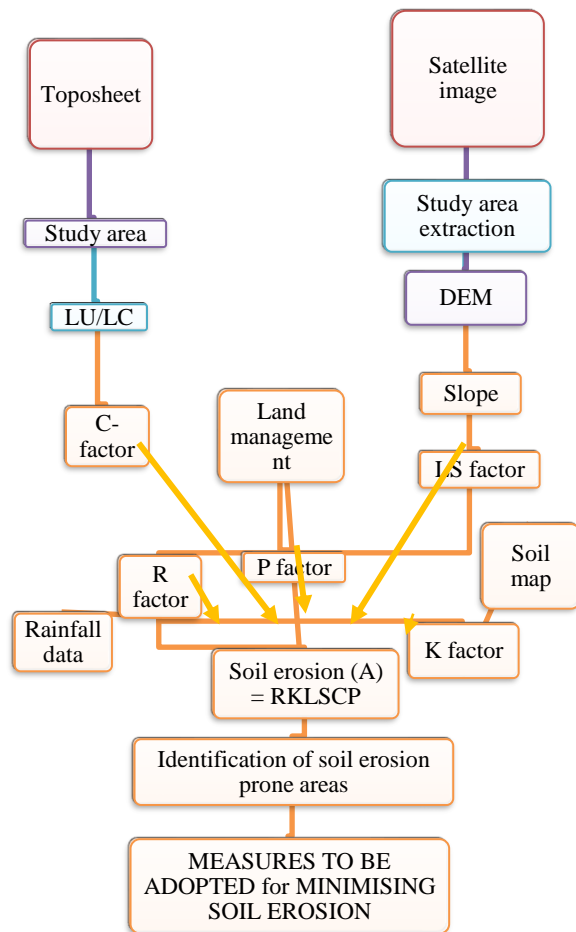 Toposheet
Satellite
image
Study area
Study area
extraction
LU/LC
DEM
Slope
C-
factor
Land
manageme
nt
LS factor
Soil
map
P factor
R
factor
Rainfall
data
K factor
Soil erosion (A)
= RKLSCP
Identification of soil erosion
prone areas
MEASURES TO BE
ADOPTED for MINIMISING
SOIL EROSION